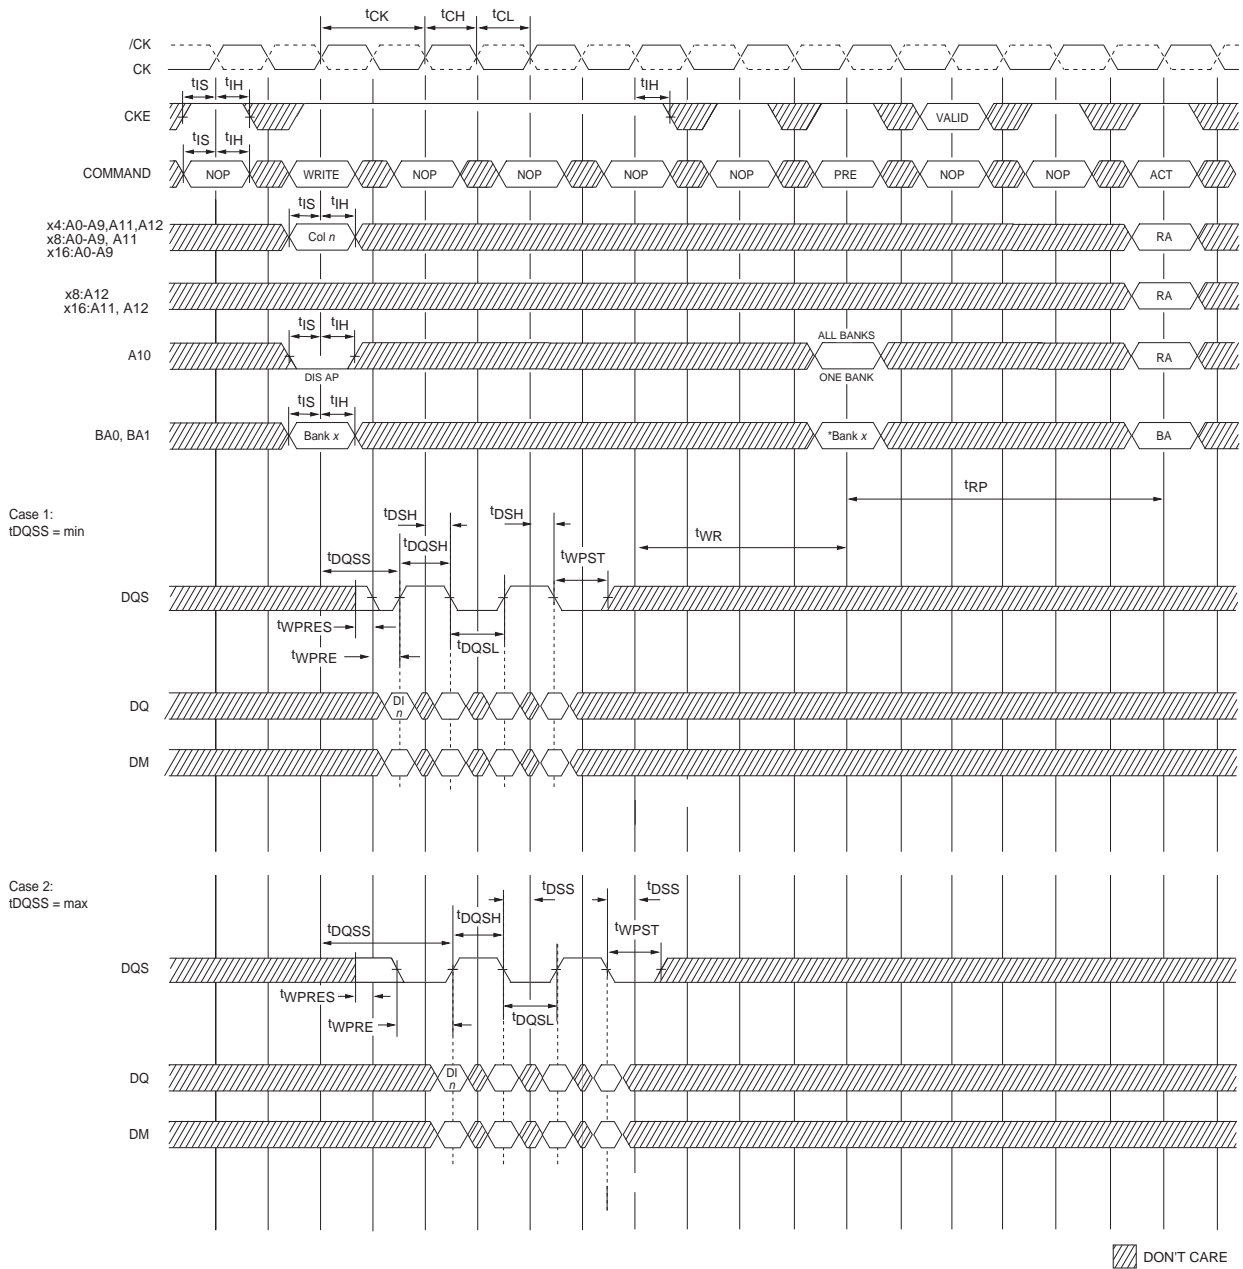 tCK tCH tCL
/CK
CK
tIS tIH tIH
CKE VALID
tIS tIH
COMMAND NOP WRITE NOP NOP NOP NOP PRE NOP NOP ACT
tIS tIH
x4:A0-A9,A11,A12
x8:A0-A9, A11
x16:A0-A9
Col n RA
x8:A12
x16:A11, A12
RA
tIS tIH ALL BANKS
A10 RA
DIS AP ONE BANK
tIS tIH
BA0, BA1 Bank x *Bank x BA
tRP
Case 1:
tDQSS = min
tDSH tDSH
tDQSH tWR
tDQSS tWPST
DQS
tWPRES
tDQSL
tWPRE
DQ DI
n
DM
Case 2:
tDQSS = max
tDSS tDSS
tDQSH
tDQSS tWPST
DQS
tWPRES
tDQSL
tWPRE
DQ DI
n
DM
DON'T CARE